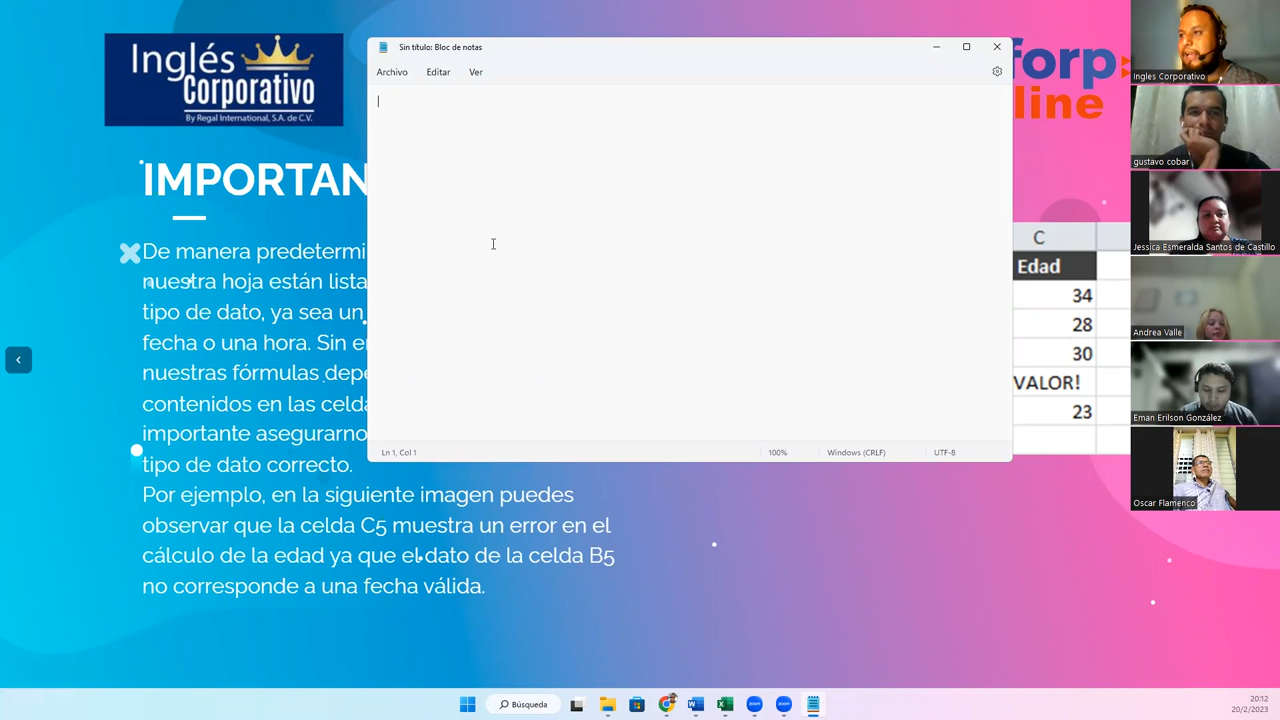 Inglés
Corporativo
By Regal International, S.A. de C.V.
forp
line
Sin título: Bloc de notas
Archivo Editar Ver
Ln 1, Col 1 100% Windows (CRLF) UTF-8
IMPORTAN
De manera predetermi
nuestra hoja están lista
tipo de dato, ya sea un
fecha o una hora. Sin e
nuestras fórmulas depe
contenidos en las celda
importante asegurarno
tipo de dato correcto.
Por ejemplo, en la siguiente imagen puedes
observar que la celda C5 muestra un error en el
cálculo de la edad ya que el dato de la celda B5
no corresponde a una fecha válida.
C
Edad
34
28
30
VALOR!
23
Ingles Corporativo
gustavo cobar
Jessica Esmeralda Santos de Castillo
Andrea Valle
Eman Erilson González
Oscar Flamenco
Búsqueda
zoom
zoom
20:12
20/2/2023